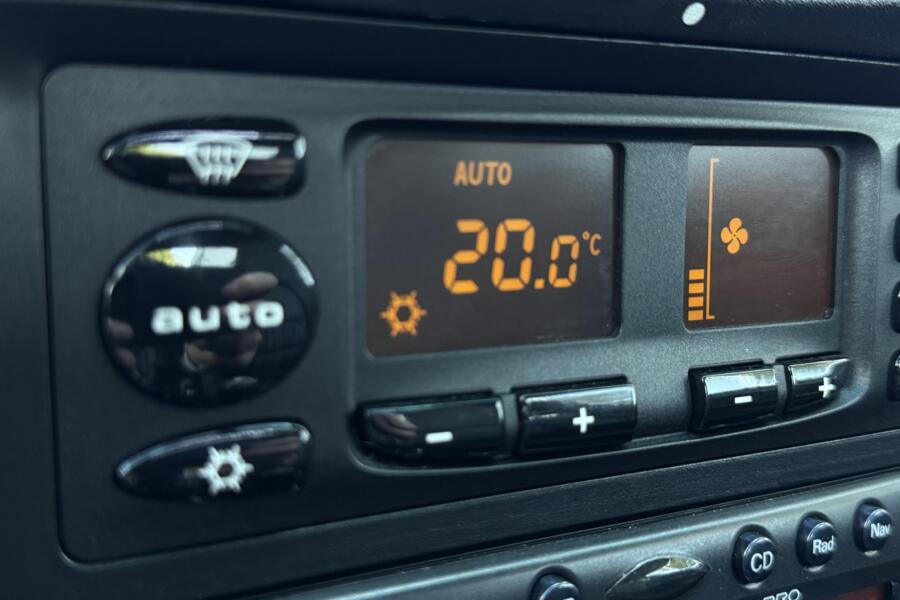 AUTO
20.0°C
auto
- +
- +
CD
Rad
Nav